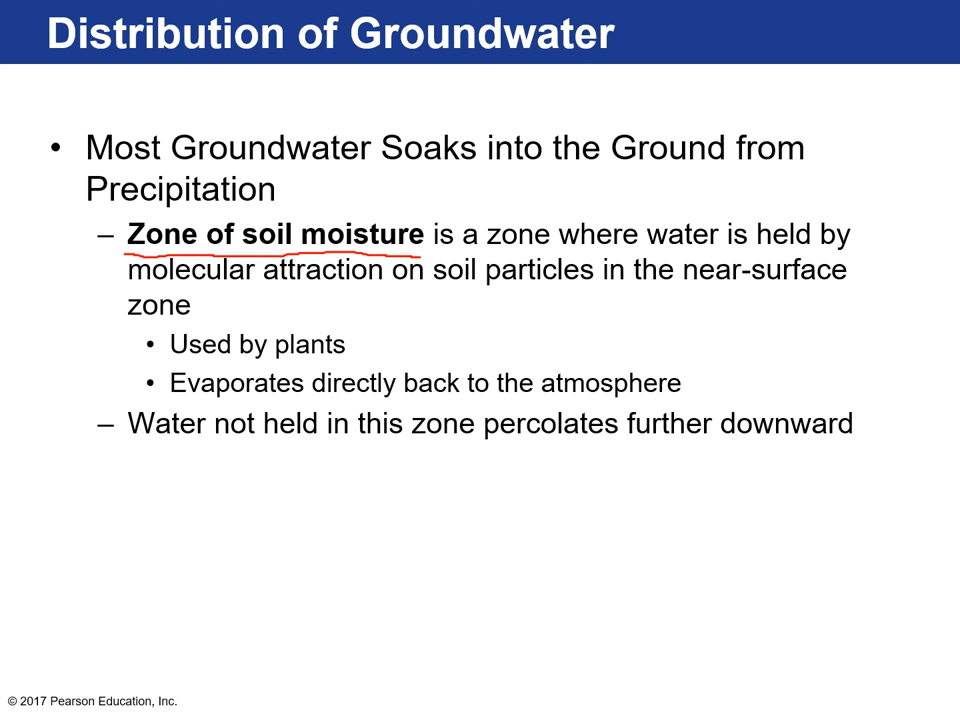 Distribution of Groundwater
• Most Groundwater Soaks into the Ground from
Precipitation
– Zone of soil moisture is a zone where water is held by
molecular attraction on soil particles in the near-surface
zone
• Used by plants
• Evaporates directly back to the atmosphere
– Water not held in this zone percolates further downward
© 2017 Pearson Education, Inc.